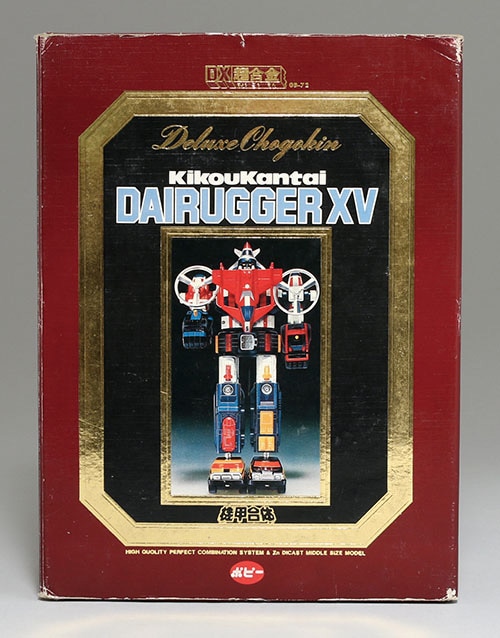 DX超合金
GB-72
Deluxe Chogokin
KikouKantai
DAIRUGGER XV
機甲合体
HIGH QUALITY PERFECT COMBINATION SYSTEM & Zn DICAST MIDDLE SIZE MODEL
ポピー